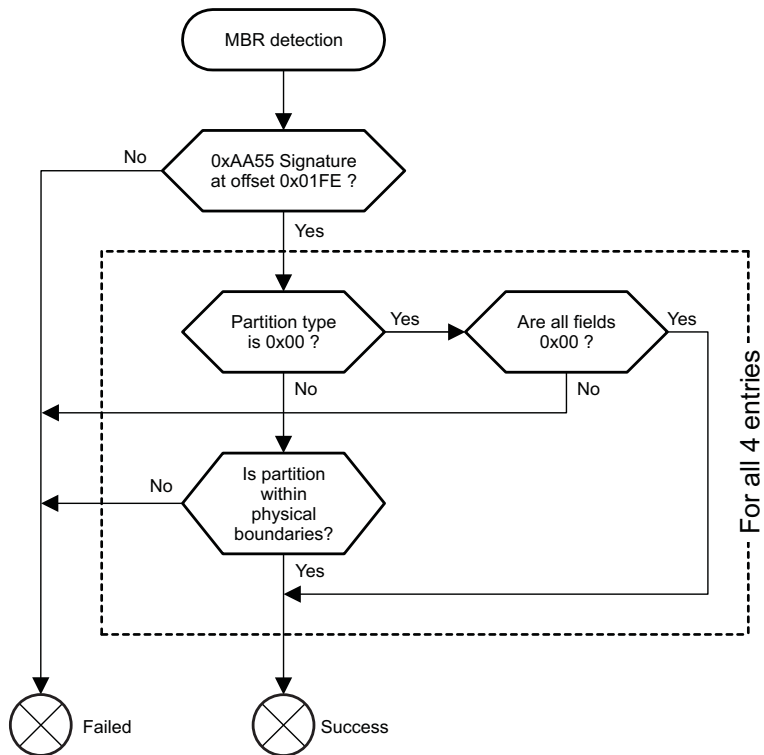 MBR detection
No
0xAA55 Signature
at offset 0x01FE ?
Yes
Partition type
is 0x00 ?
Yes
Are all fields
0x00 ?
Yes
No
No
For all 4 entries
No
Is partition
within
physical
boundaries?
Yes
Failed
Success